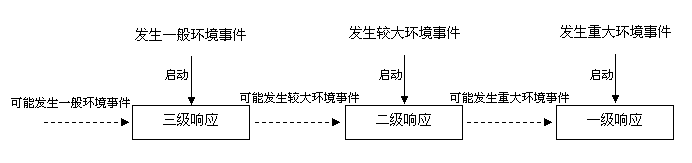 发生一般环境事件
发生较大环境事件
发生重大环境事件
启动
启动
启动
可能发生一般环境事件
可能发生较大环境事件
可能发生重大环境事件
三级响应
二级响应
一级响应